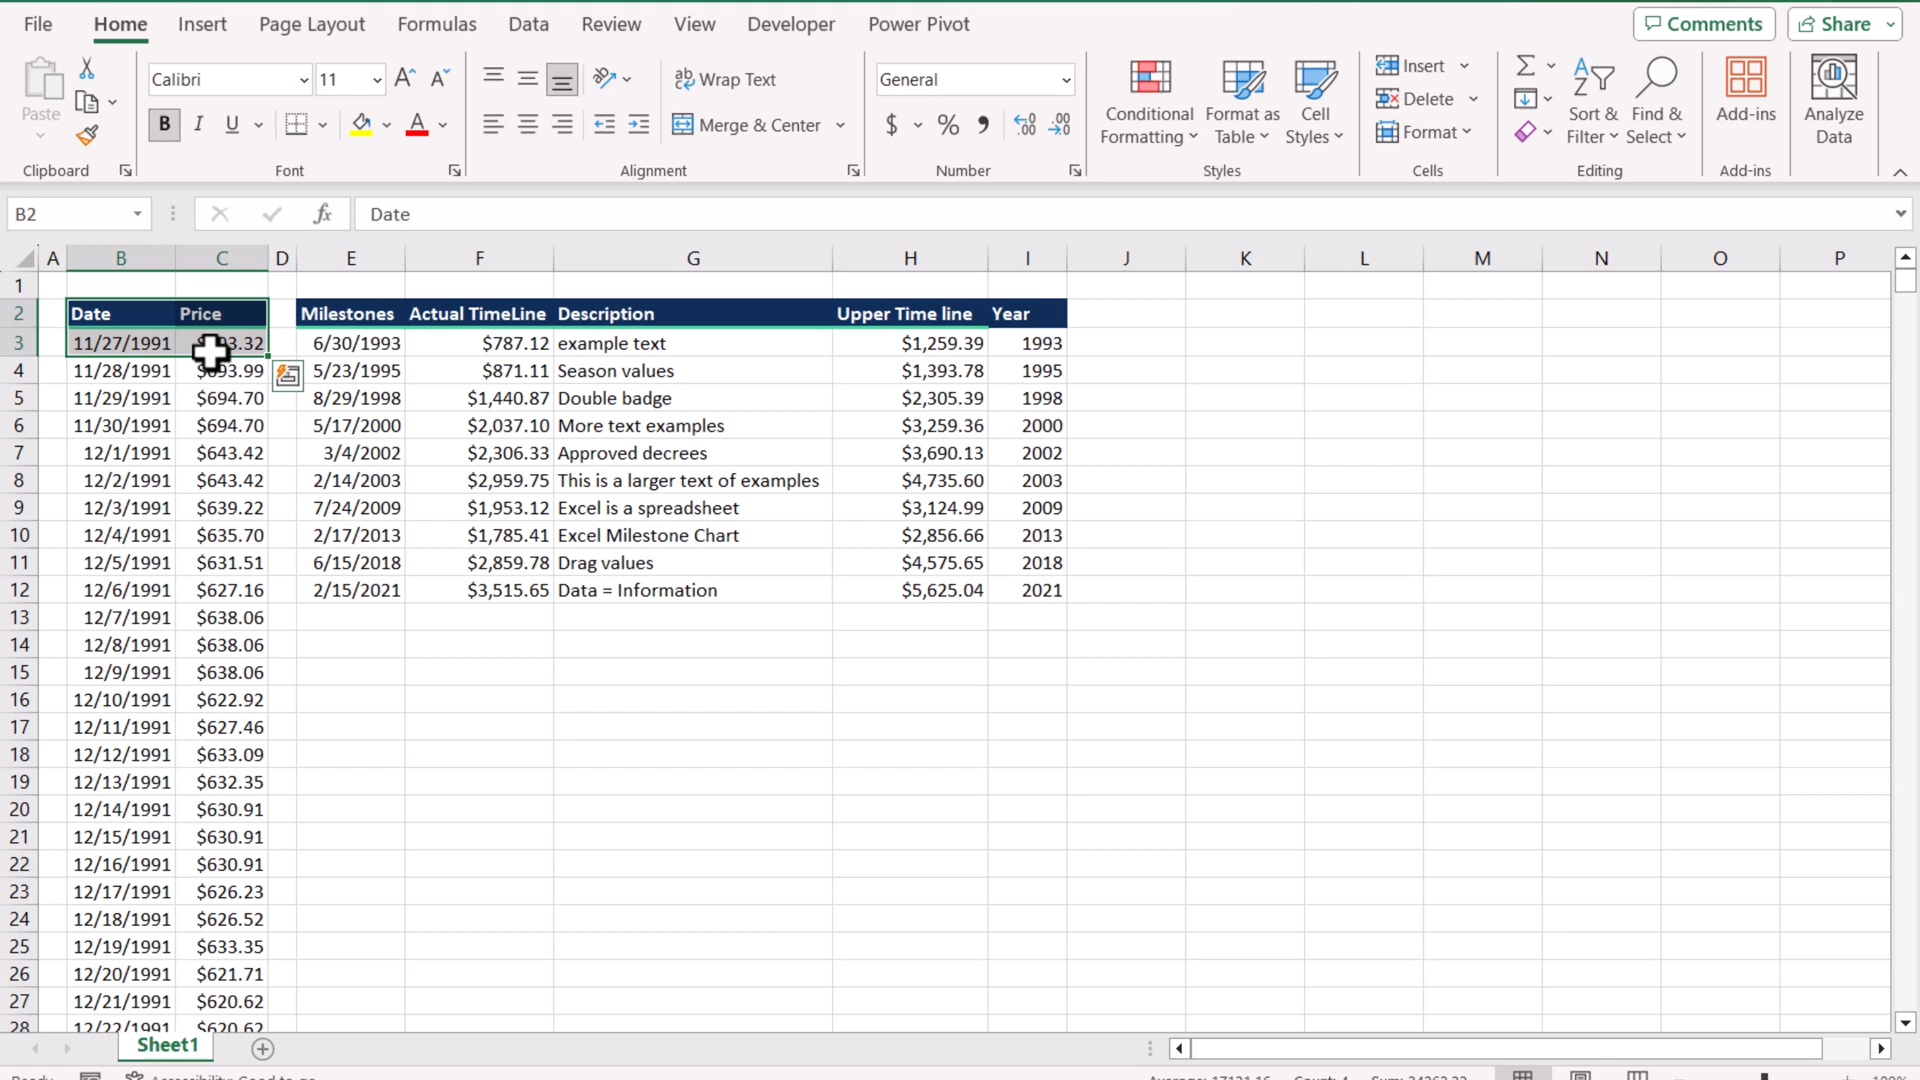 File Home Insert Page Layout Formulas Data Review View Developer Power Pivot Comments Share
Calibri 11 A A ab Wrap Text General Insert
Paste Conditional Format as Cell Delete Sort & Find & Add-ins Analyze
B I U A Merge & Center $ % Formatting Table Styles Format Filter Select Data
Clipboard Font Alignment Number Styles Cells Editing Add-ins
B2 fx Date
A B C D E F G H I J K L M N O P
1
2 Date Price Milestones Actual TimeLine Description Upper Time line Year
3 11/27/1991 6/30/1993 $787.12 example text $1,259.39 1993
4 11/28/1991 5/23/1995 $871.11 Season values $1,393.78 1995
5 11/29/1991 $694.70 8/29/1998 $1,440.87 Double badge $2,305.39 1998
6 11/30/1991 $694.70 5/17/2000 $2,037.10 More text examples $3,259.36 2000
7 12/1/1991 $643.42 3/4/2002 $2,306.33 Approved decrees $3,690.13 2002
8 12/2/1991 $643.42 2/14/2003 $2,959.75 This is a larger text of examples $4,735.60 2003
9 12/3/1991 $639.22 7/24/2009 $1,953.12 Excel is a spreadsheet $3,124.99 2009
10 12/4/1991 $635.70 2/17/2013 $1,785.41 Excel Milestone Chart $2,856.66 2013
11 12/5/1991 $631.51 6/15/2018 $2,859.78 Drag values $4,575.65 2018
12 12/6/1991 $627.16 2/15/2021 $3,515.65 Data = Information $5,625.04 2021
13 12/7/1991 $638.06
14 12/8/1991 $638.06
15 12/9/1991 $638.06
16 12/10/1991 $622.92
17 12/11/1991 $627.46
18 12/12/1991 $633.09
19 12/13/1991 $632.35
20 12/14/1991 $630.91
21 12/15/1991 $630.91
22 12/16/1991 $630.91
23 12/17/1991 $626.23
24 12/18/1991 $626.52
25 12/19/1991 $633.35
26 12/20/1991 $621.71
27 12/21/1991 $620.62
28 12/22/1991 $620.62
Sheet1